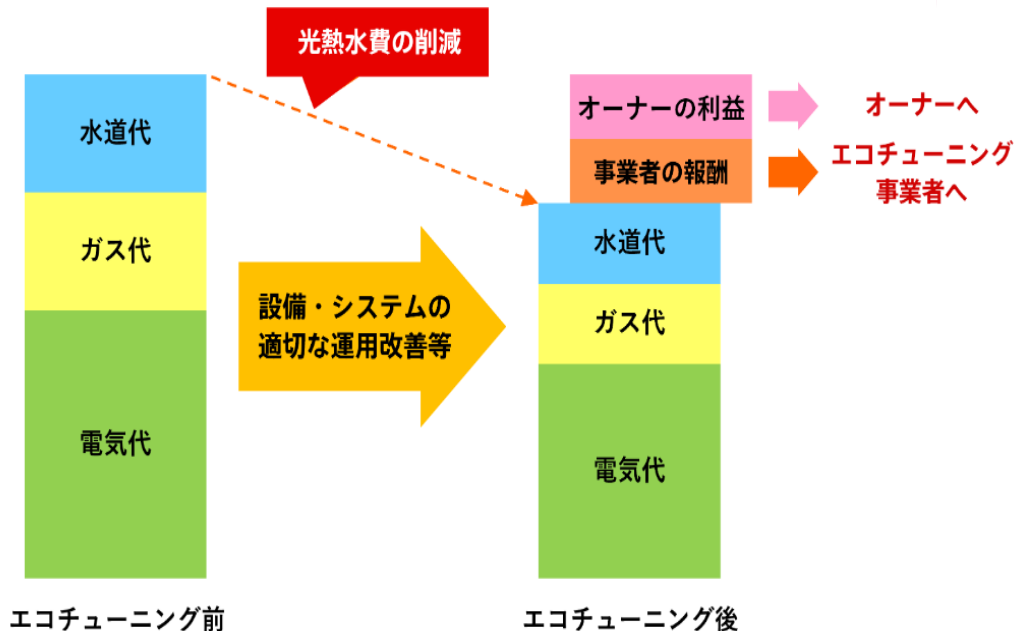 光熱水費の削減
水道代
ガス代
電気代
エコチューニング前
設備・システムの
適切な運用改善等
オーナーの利益
オーナーへ
事業者の報酬
エコチューニング
事業者へ
水道代
ガス代
電気代
エコチューニング後